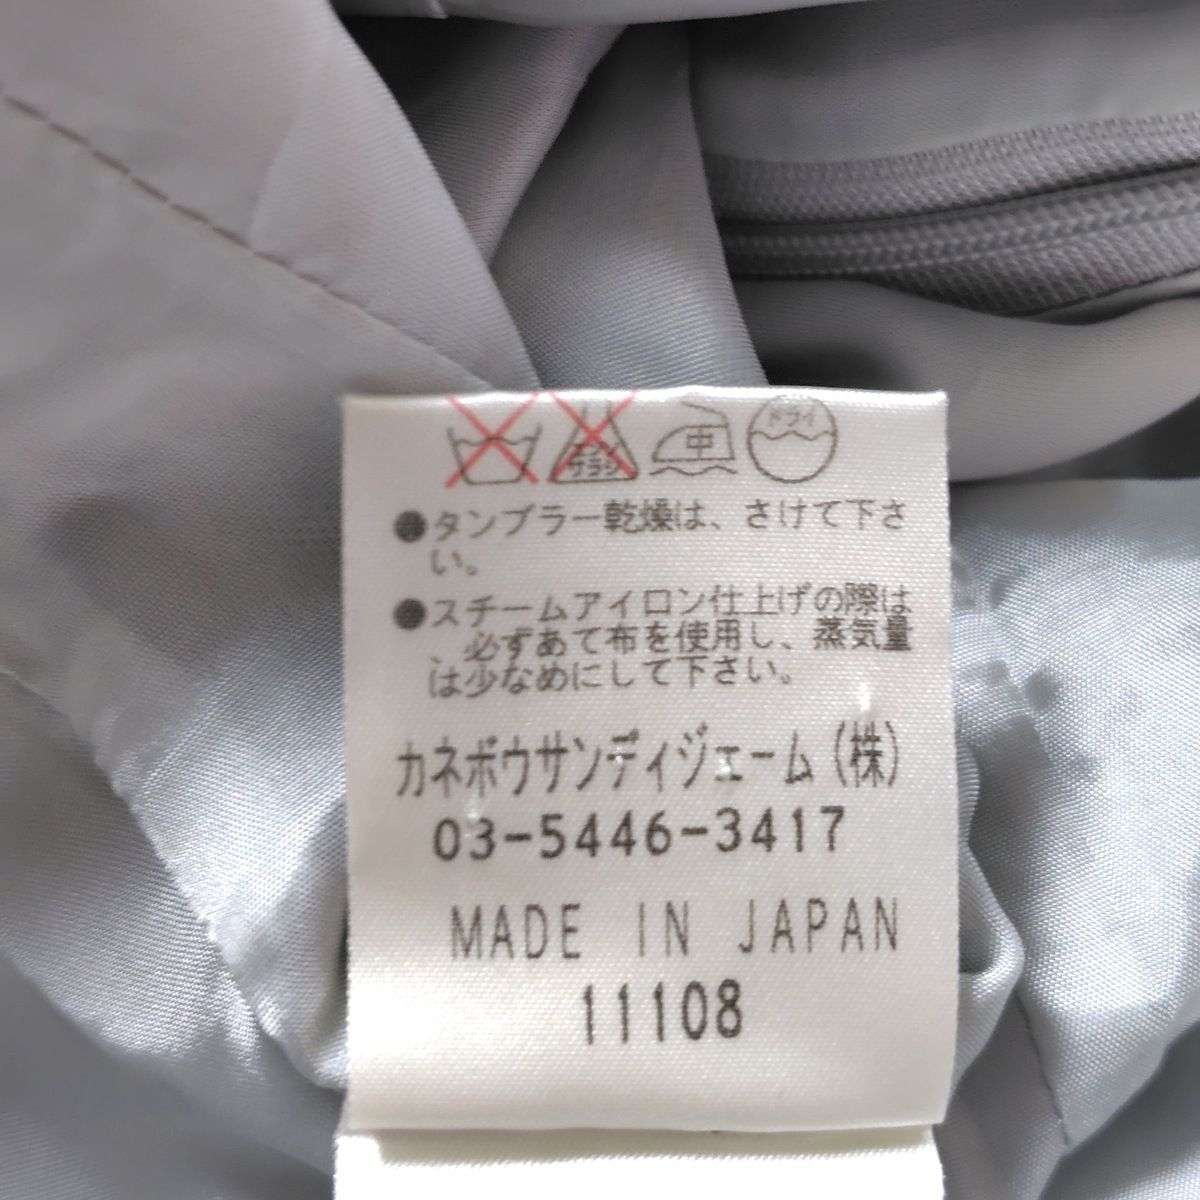 中 ドライ
●タンブラー乾燥は、さけて下さ
い。
●スチームアイロン仕上げの際は
、必ずあて布を使用し、蒸気量
は少なめにして下さい。
カネボウサンディジェーム(株)
03-5446-3417
MADE IN JAPAN
11108